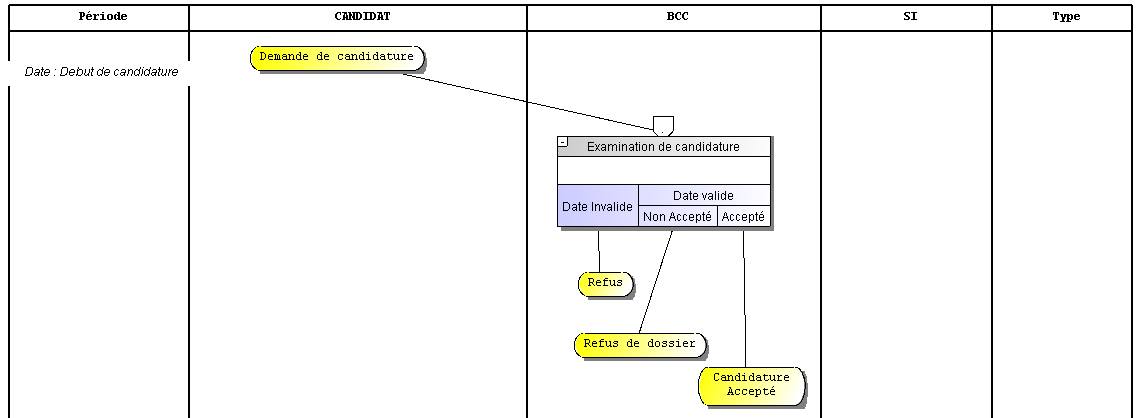 Période CANDIDAT BCC SI Type
Demande de candidature
Date : Debut de candidature
- Examination de candidature
Date Invalide
Date valide
Non Accepté Accepté
Refus
Refus de dossier
Candidature
Accepté